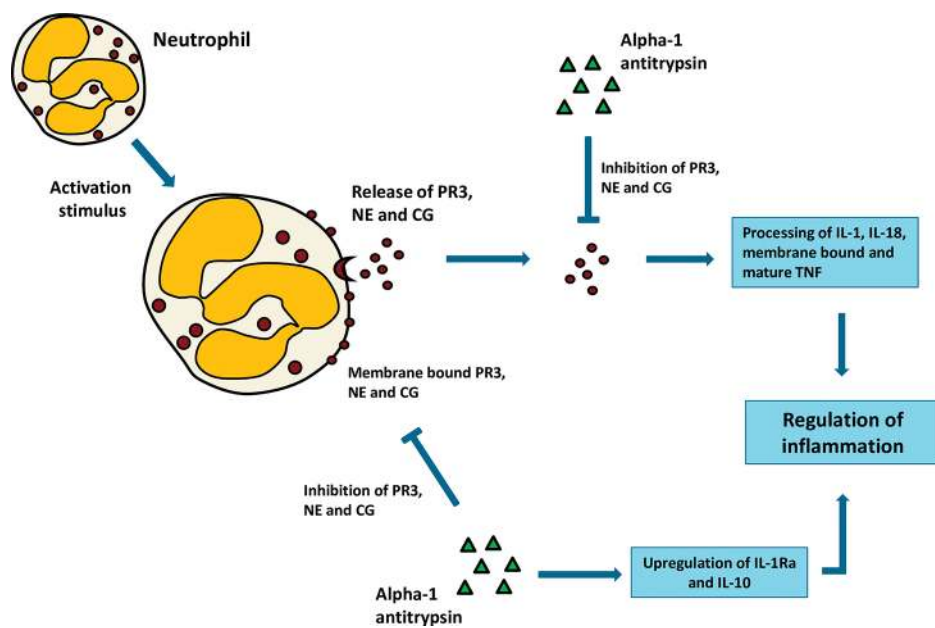 Neutrophil
Alpha-1
antitrypsin
Activation
stimulus
Release of PR3,
NE and CG
Inhibition of PR3,
NE and CG
Processing of IL-1, IL-18,
membrane bound and
mature TNF
Membrane bound PR3,
NE and CG
Regulation of
inflammation
Inhibition of PR3,
NE and CG
Alpha-1
antitrypsin
Upregulation of IL-1Ra
and IL-10